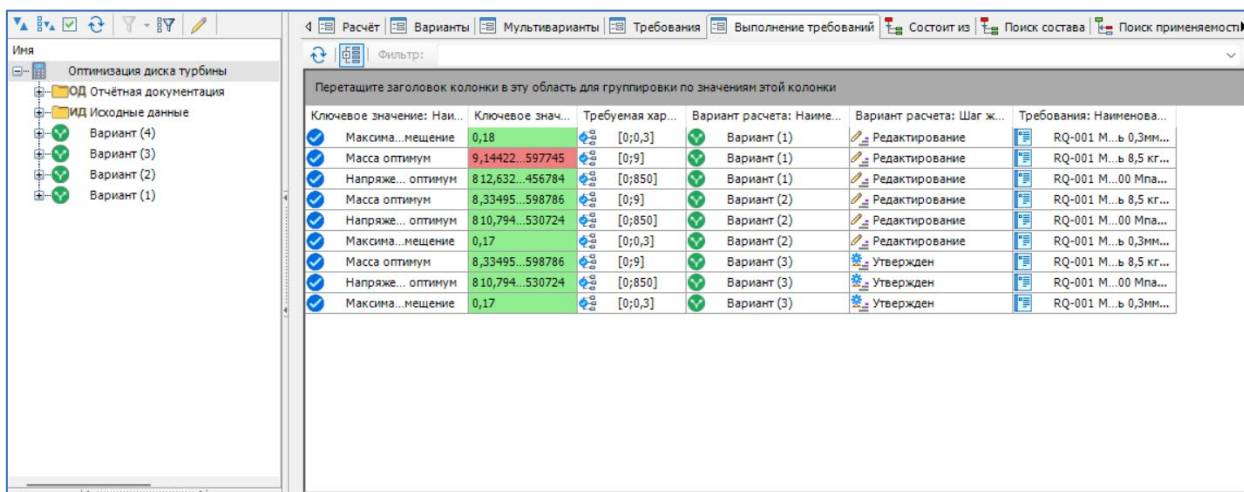 Расчёт Варианты Мультиварианты Требования Выполнение требований Состоит из Поиск состава Поиск применяемости
Имя
Фильтр:
Оптимизация диска турбины
ОД Отчётная документация
ИД Исходные данные
Вариант (4)
Вариант (3)
Вариант (2)
Вариант (1)
Перетащите заголовок колонки в эту область для группировки по значениям этой колонки
Ключевое значение: Наи... Ключевое знач... Требуемая хар... Вариант расчета: Наиме... Вариант расчета: Шаг ж... Требования: Наименова...
Максима...мещение 0,18 [0;0,3] Вариант (1) Редактирование RQ-001 М...ь 0,3мм...
Масса оптимум 9,14422...597745 [0;9] Вариант (1) Редактирование RQ-001 М...ь 8,5 кг...
Напряже... оптимум 812,632...456784 [0;850] Вариант (1) Редактирование RQ-001 М...00 Мпа...
Масса оптимум 8,33495...598786 [0;9] Вариант (2) Редактирование RQ-001 М...ь 8,5 кг...
Напряже... оптимум 810,794...530724 [0;850] Вариант (2) Редактирование RQ-001 М...00 Мпа...
Максима...мещение 0,17 [0;0,3] Вариант (2) Редактирование RQ-001 М...ь 0,3мм...
Масса оптимум 8,33495...598786 [0;9] Вариант (3) Утвержден RQ-001 М...ь 8,5 кг...
Напряже... оптимум 810,794...530724 [0;850] Вариант (3) Утвержден RQ-001 М...00 Мпа...
Максима...мещение 0,17 [0;0,3] Вариант (3) Утвержден RQ-001 М...ь 0,3мм...